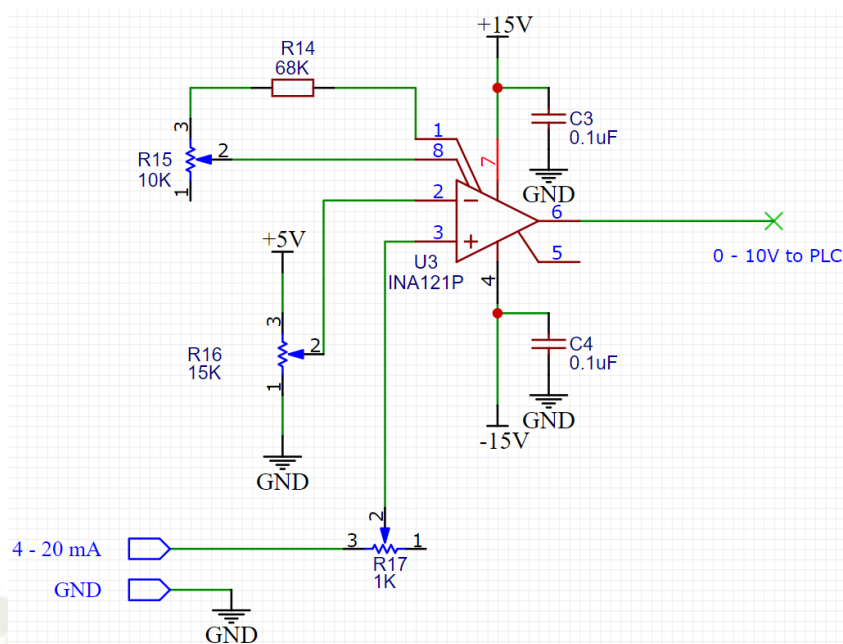 +15V
R14
68K
C3
0.1uF
GND
1
8
7
3
2
R15
10K
1
2
3
6
5
4
U3
INA121P
0 - 10V to PLC
+5V
3
2
R16
15K
1
GND
C4
0.1uF
GND
-15V
2
4 - 20 mA
3
1
R17
1K
GND
GND